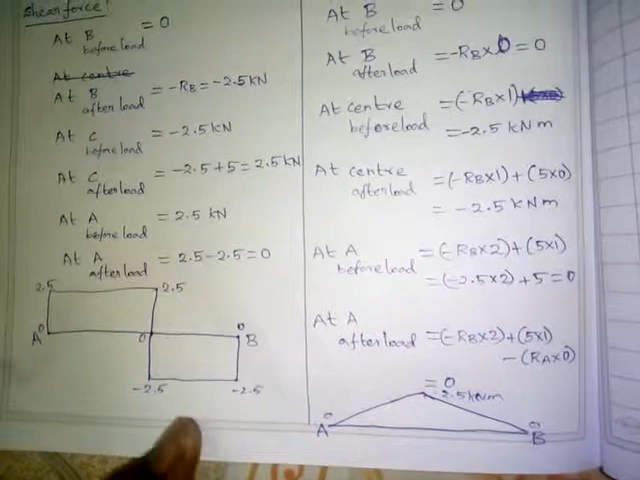 Shear force:
At B before load = 0
At centre
At B after load = -RB = -2.5 KN
At C before load = -2.5 KN
At C after load = -2.5+5 = 2.5 KN
At A before load = 2.5 KN
At A after load = 2.5-2.5 = 0
2.5 2.5
A 0 0 0 B
-2.5 -2.5
At B before load = 0
At B after load = -RB×0 = 0
At centre before load = (-RB×1)
= -2.5 KN m
At centre after load = (-RB×1) + (5×0)
= -2.5 KN m
At A before load = (-RB×2) + (5×1)
= (-2.5×2) + 5 = 0
At A after load = (-RB×2) + (5×1)
- (RA×0)
= 0
-2.5 KNm
A 0 0 B